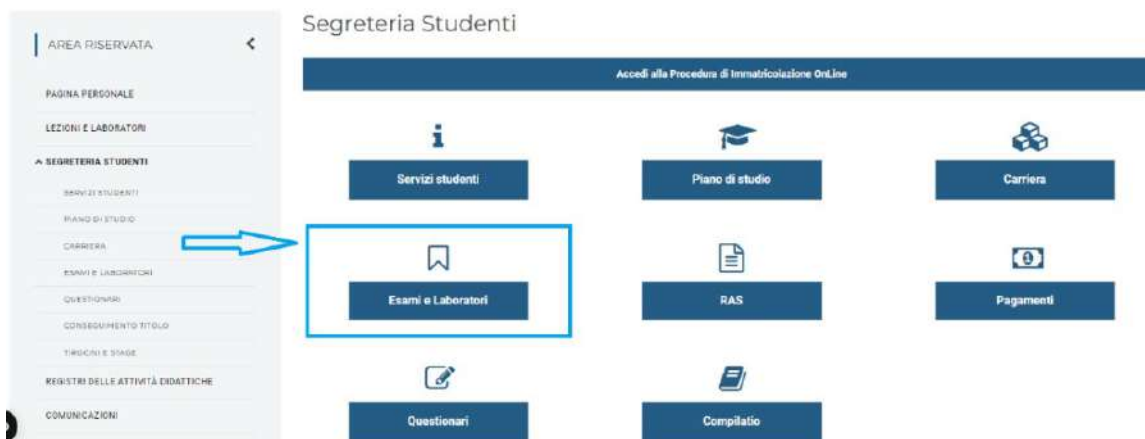 Segreteria Studenti
AREA RISERVATA
PAGINA PERSONALE
LEZIONI E LABORATORI
SEGRETERIA STUDENTI
SERVIZI STUDENTI
PIANO DI STUDIO
CARRIERA
ESAMI E LABORATORI
QUESTIONARI
CONSEGUIMENTO TITOLO
TIROCINI E STAGE
REGISTRI DELLE ATTIVITÀ DIDATTICHE
COMUNICAZIONI
Accedi alla Procedura di Immatricolazione OnLine
Servizi studenti
Piano di studio
Carriera
Esami e Laboratori
RAS
Pagamenti
Questionari
Compilatio